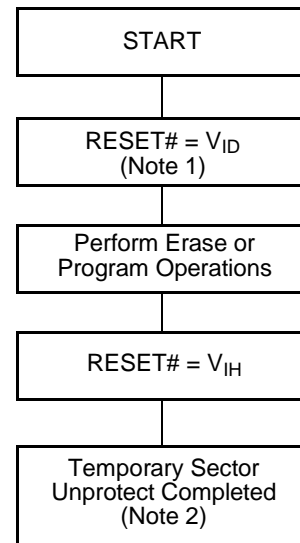 START
RESET# = VID
(Note 1)
Perform Erase or
Program Operations
RESET# = VIH
Temporary Sector
Unprotect Completed
(Note 2)